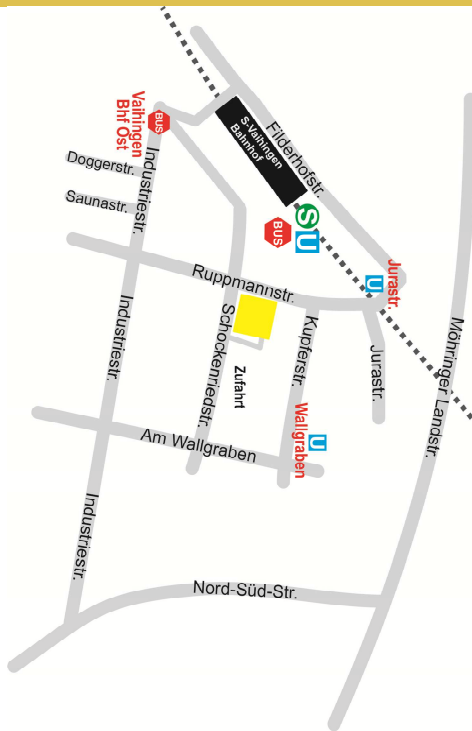 Vaihingen
Bhf Ost
BUS
S-Vaihingen
Bahnhof
Filderhofstr.
Doggerstr.
Saunastr.
Industriestr.
S
BUS
U
U
Jurastr.
Ruppmannstr.
Industriestr.
Schockenriedstr.
Kupferstr.
Jurastr.
Möhringer Landstr.
Zufahrt
U
Wallgraben
Am Wallgraben
Industriestr.
Nord-Süd-Str.